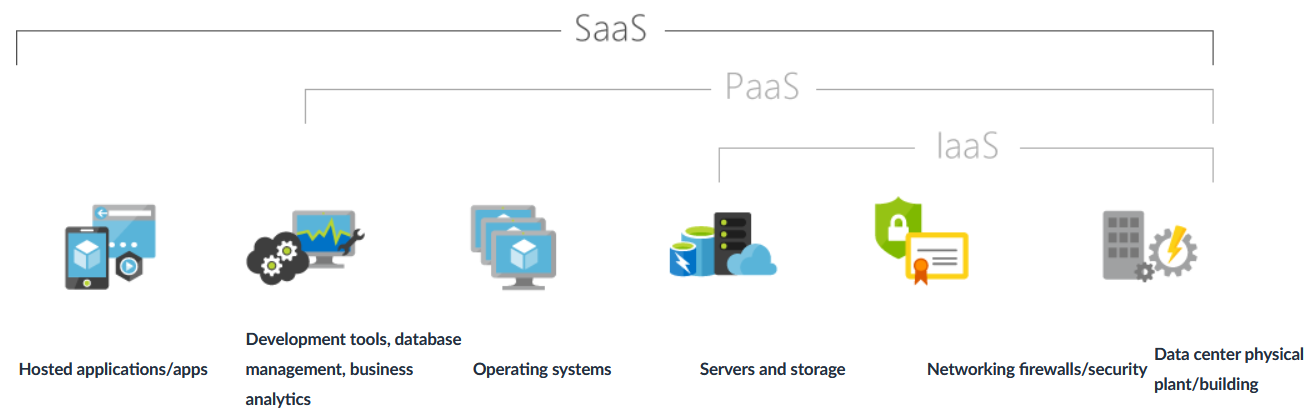 SaaS
PaaS
IaaS
Hosted applications/apps
Development tools, database
management, business
analytics
Operating systems
Servers and storage
Networking firewalls/security
Data center physical
plant/building